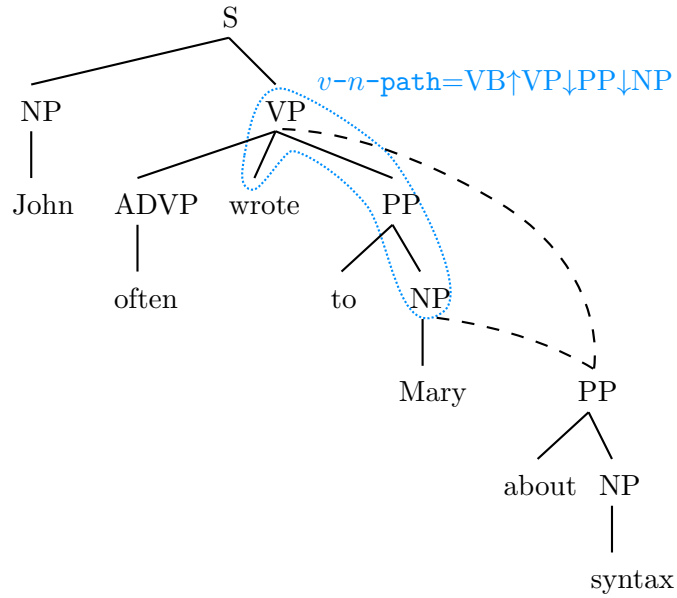 S
v-n-path=VB↑VP↓PP↓NP
NP VP
John ADVP wrote PP
often to NP
Mary PP
about NP
syntax